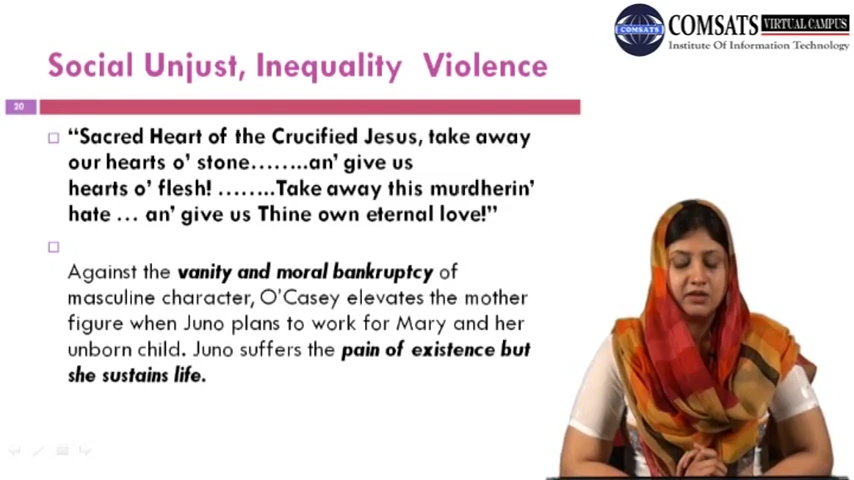 COMSATS VIRTUAL CAMPUS
COMSATS
Institute Of Information Technology
Social Unjust, Inequality Violence
20
“Sacred Heart of the Crucified Jesus, take away
our hearts o’ stone……..an’ give us
hearts o’ flesh! ……..Take away this murdherin’
hate … an’ give us Thine own eternal love!”
Against the vanity and moral bankruptcy of
masculine character, O’Casey elevates the mother
figure when Juno plans to work for Mary and her
unborn child. Juno suffers the pain of existence but
she sustains life.